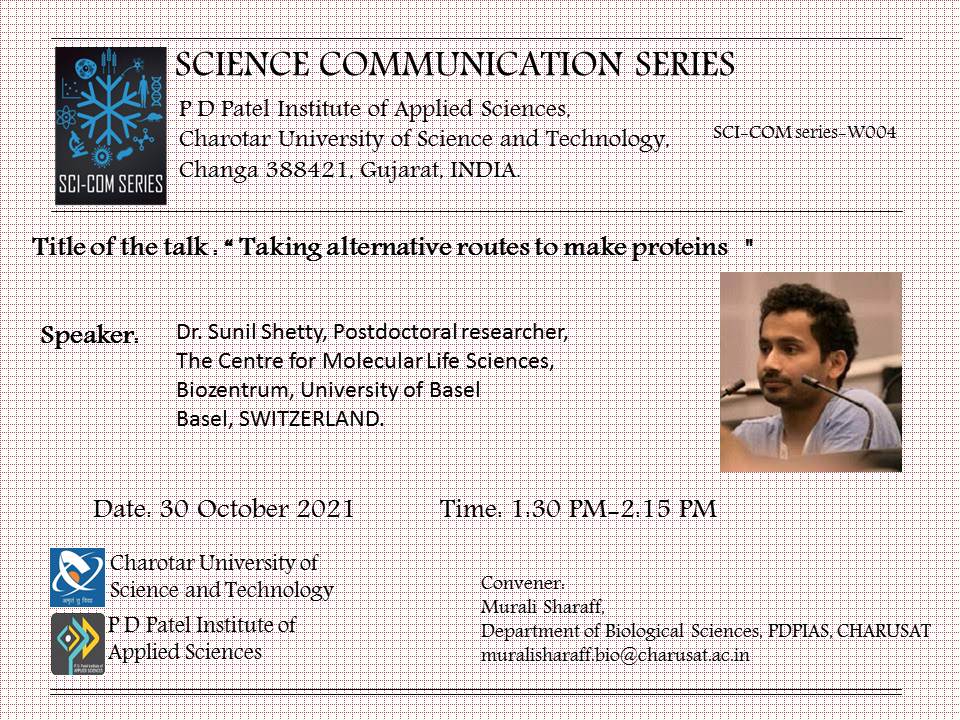 SCIENCE COMMUNICATION SERIES
P D Patel Institute of Applied Sciences,
Charotar University of Science and Technology,
Changa 388421, Gujarat, INDIA.
SCI-COM series-W004
SCI-COM SERIES
Title of the talk : “ Taking alternative routes to make proteins "
Speaker:
Dr. Sunil Shetty, Postdoctoral researcher,
The Centre for Molecular Life Sciences,
Biozentrum, University of Basel
Basel, SWITZERLAND.
Date: 30 October 2021 Time: 1:30 PM-2:15 PM
Charotar University of
Science and Technology
P D Patel Institute of
Applied Sciences
Convener:
Murali Sharaff,
Department of Biological Sciences, PDPIAS, CHARUSAT
muralisharaff.bio@charusat.ac.in